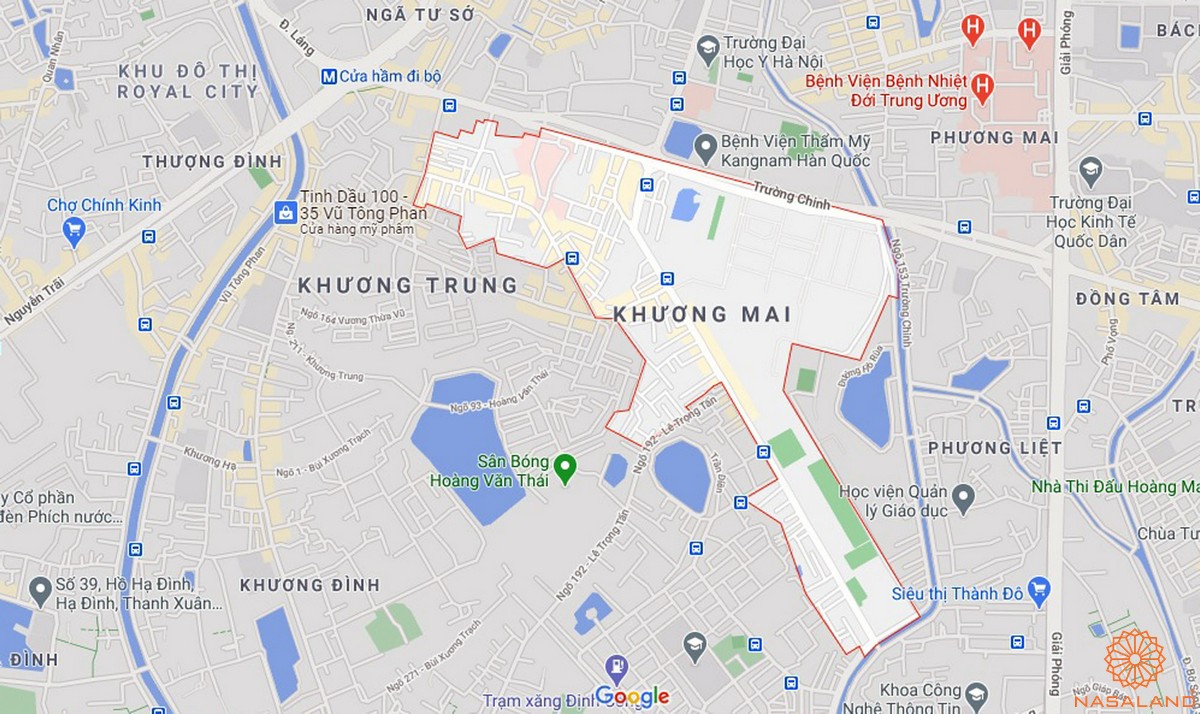 NGÃ TƯ SỞ
Đ. Láng
Quan Nhân
KHU ĐÔ THỊ
ROYAL CITY
M Cửa hầm đi bộ
Trường Đại
Học Y Hà Nội
H
H
H
Giải Phóng
BÁCH
Bệnh Viện Bệnh Nhiệt
Đới Trung Ương
PHƯƠNG MAI
Bệnh Viện Thẩm Mỹ
Kangnam Hàn Quốc
THƯỢNG ĐÌNH
Chợ Chính Kinh
Tinh Dầu 100 -
35 Vũ Tông Phan
Cửa hàng mỹ phẩm
Trường Chinh
Trường Đại
Học Kinh Tế
Quốc Dân
Nguyễn Trãi
Vũ Tông Phan
KHƯƠNG TRUNG
Ngõ 153 Trường Chinh
ĐỒNG TÂM
KHƯƠNG MAI
Ngõ 164 Vương Thừa Vũ
Ng. 211 - Khương Trung
Phố Vọng
Đường Hồ Rùa
Ngõ 93 - Hoàng Văn Thái
Ngõ 192 - Lê Trọng Tấn
TR
Ngõ 1 - Bùi Xương Trạch
Khương Hạ
PHƯƠNG LIỆT
Sân Bóng
Hoàng Văn Thái
Trần Điền
Học viện Quản
lý Giáo dục
Nhà Thi Đấu Hoàng Ma
y Cổ phần
đèn Phích nước...
Chùa Tư
Ngõ 192 - Lê Trọng Tấn
KHƯƠNG ĐÌNH
Số 39, Hồ Hạ Đình,
Hạ Đình, Thanh Xuân...
Siêu thị Thành Đô
ĐÌNH
Ngõ 271 - Bùi Xương Trạch
Giải Phóng
Trạm xăng Định Công
Google
Khoa Công
Nghệ Thông Tin
Ngõ Giáp Bát
NASALAND